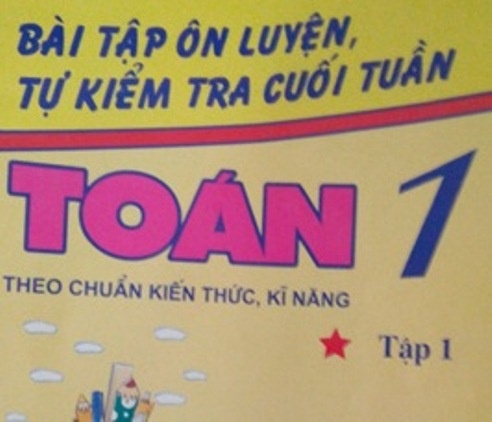 BÀI TẬP ÔN LUYỆN,
TỰ KIỂM TRA CUỐI TUẦN
TOÁN 1
THEO CHUẨN KIẾN THỨC, KĨ NĂNG
Tập 1